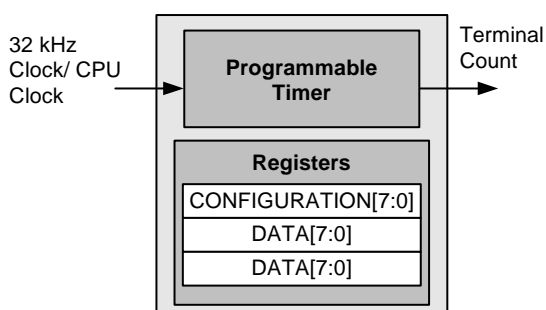 32 kHz
Clock/ CPU
Clock
Programmable
Timer
Terminal
Count
Registers
CONFIGURATION[7:0]
DATA[7:0]
DATA[7:0]